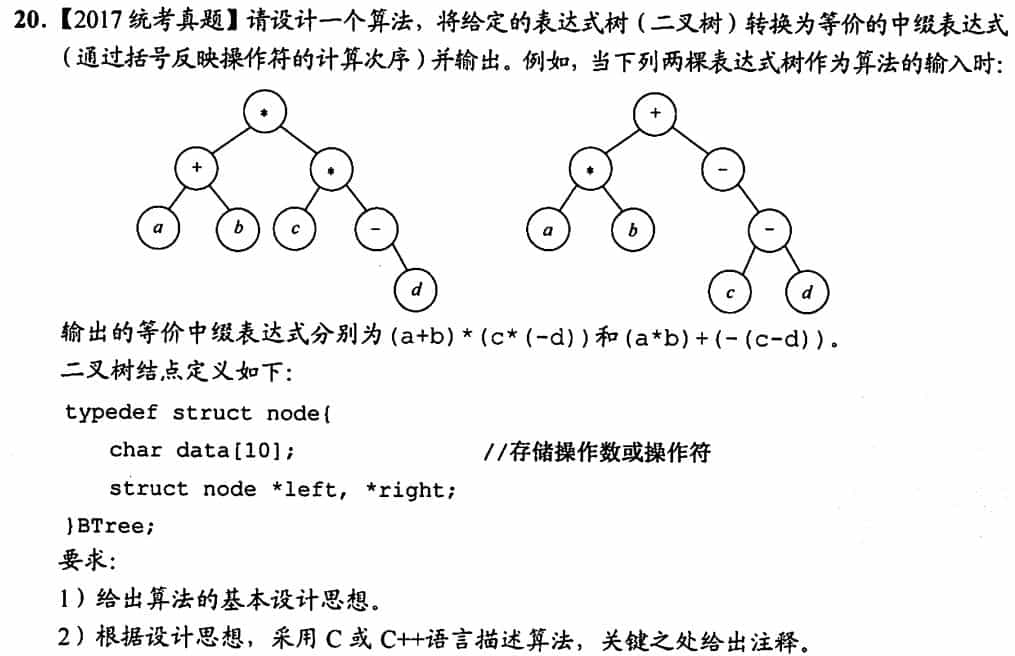 20.【2017统考真题】请设计一个算法，将给定的表达式树（二叉树）转换为等价的中缀表达式
（通过括号反映操作符的计算次序）并输出。例如，当下列两棵表达式树作为算法的输入时：
* +
+ * * -
a b c - a b -
d c d
输出的等价中缀表达式分别为(a+b)*(c*(-d))和(a*b)+(-(c-d))。
二叉树结点定义如下：
typedef struct node{
char data[10]; //存储操作数或操作符
struct node *left, *right;
}BTree;
要求：
1）给出算法的基本设计思想。
2）根据设计思想，采用C或C++语言描述算法，关键之处给出注释。